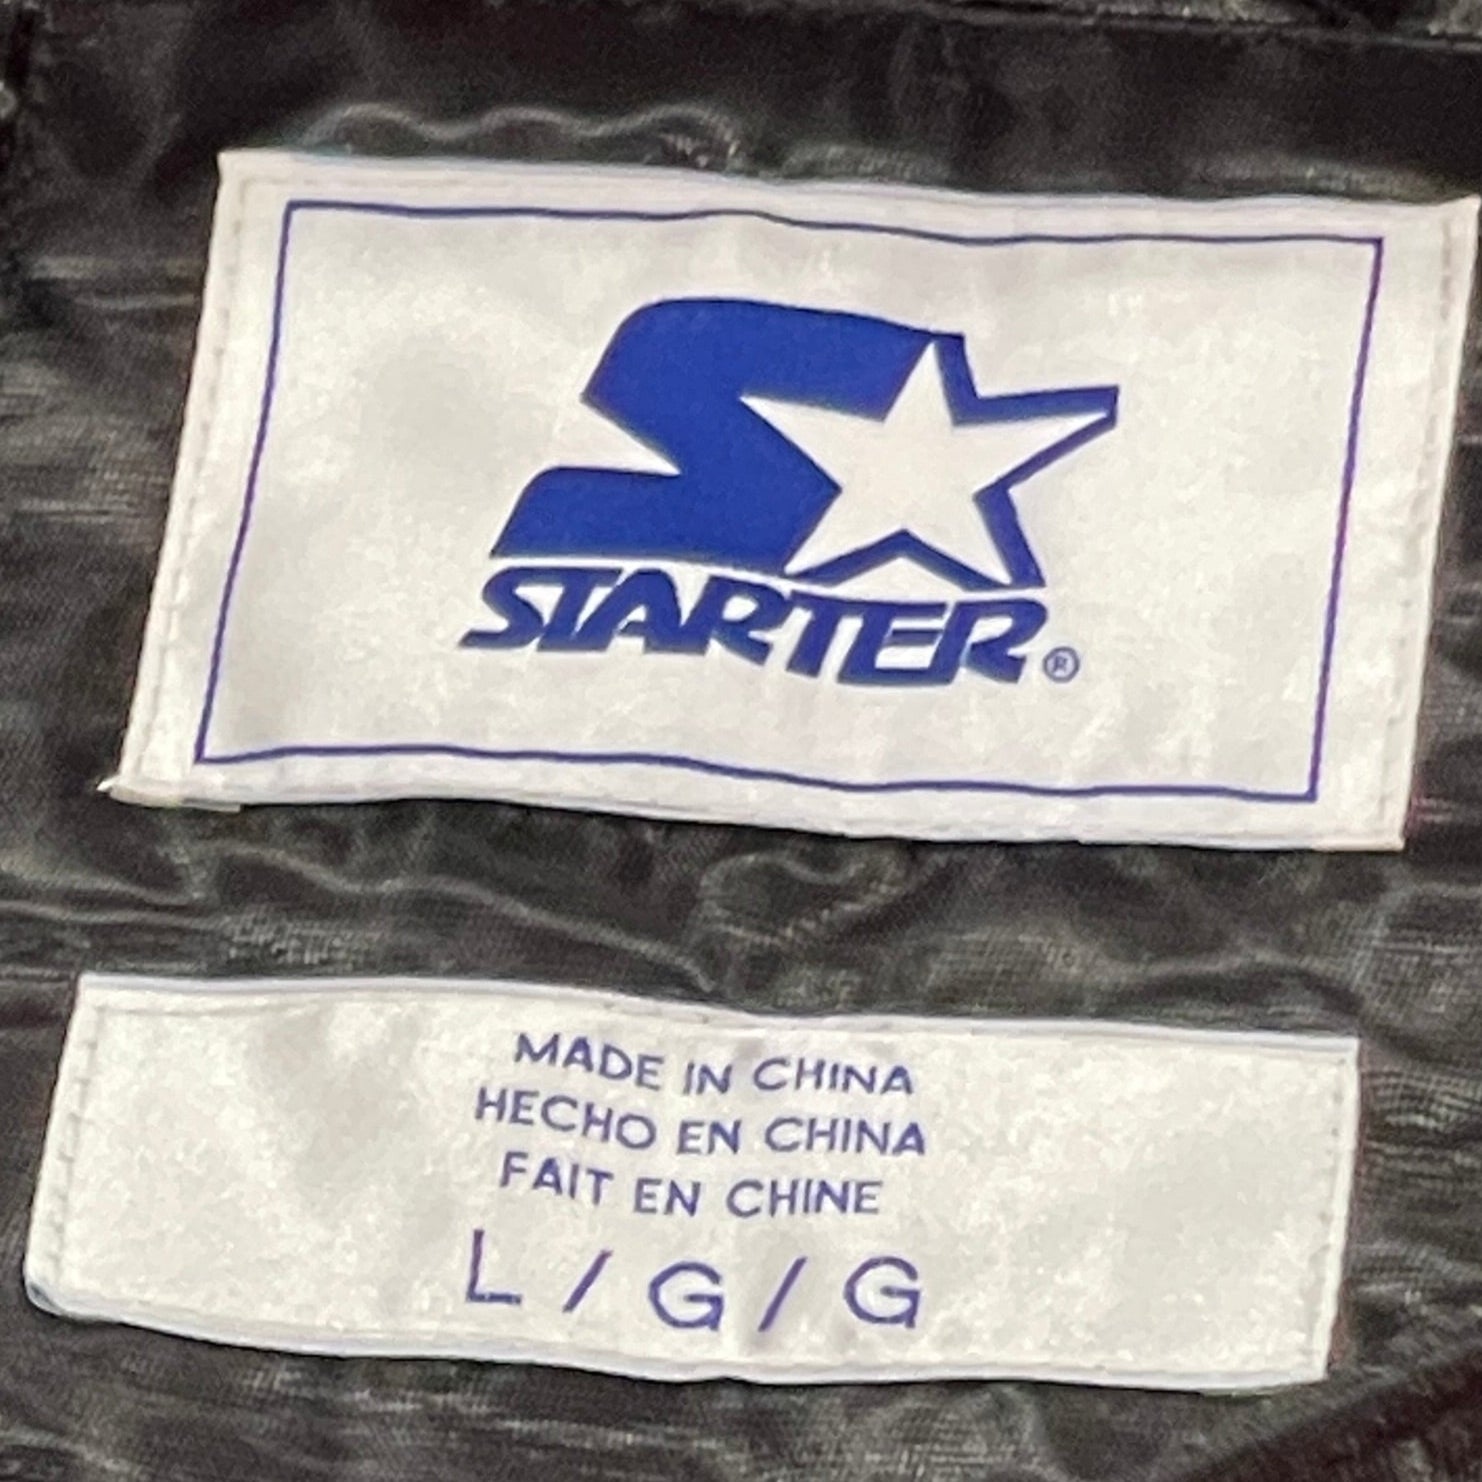 STARTER®
MADE IN CHINA
HECHO EN CHINA
FAIT EN CHINE
L / G / G